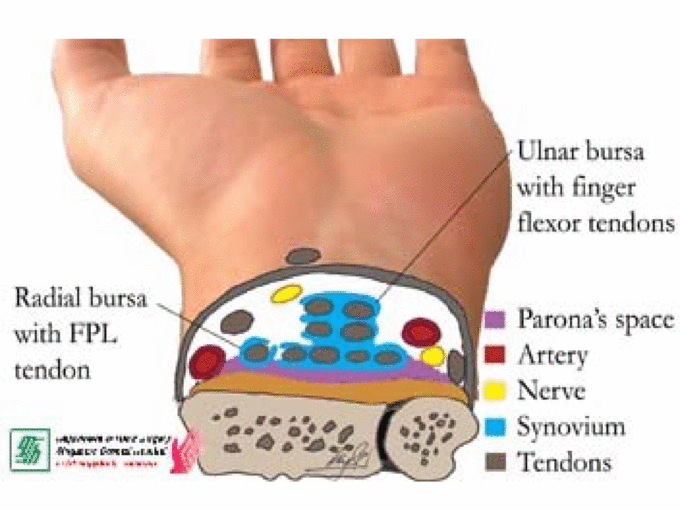 Ulnar bursa
with finger
flexor tendons
Radial bursa
with FPL
tendon
Parona's space
Artery
Nerve
Synovium
Tendons